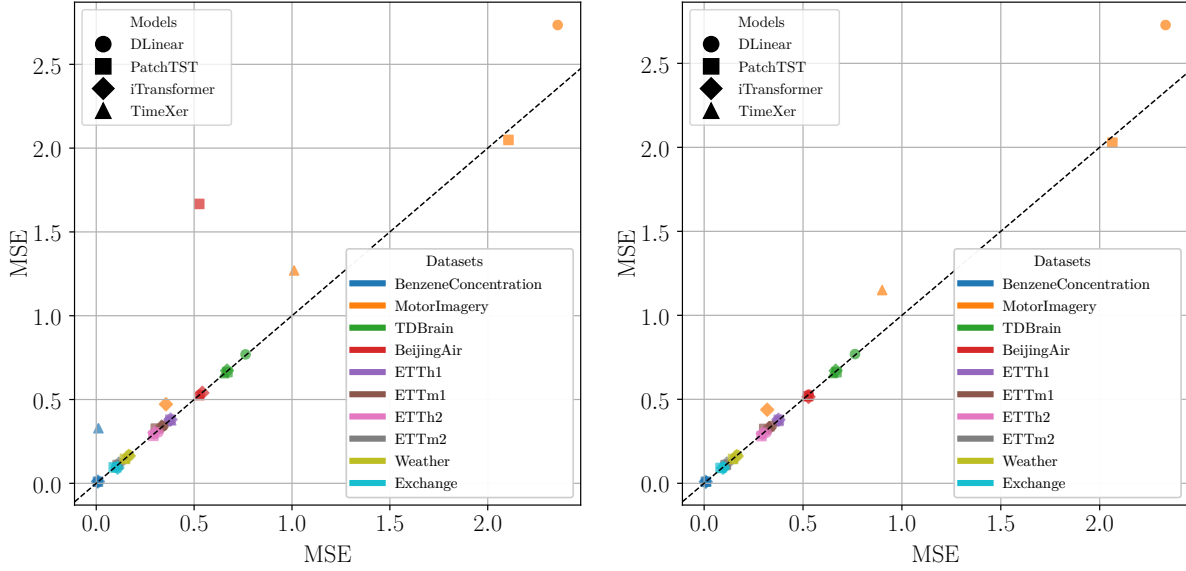 Models
DLinear
PatchTST
iTransformer
TimeXer
Datasets
BenzeneConcentration
MotorImagery
TDBrain
BeijingAir
ETTh1
ETTm1
ETTh2
ETTm2
Weather
Exchange
2.5
2.0
1.5
1.0
0.5
0.0
MSE
0.0 0.5 1.0 1.5 2.0
MSE
Models
DLinear
PatchTST
iTransformer
TimeXer
Datasets
BenzeneConcentration
MotorImagery
TDBrain
BeijingAir
ETTh1
ETTm1
ETTh2
ETTm2
Weather
Exchange
2.5
2.0
1.5
1.0
0.5
0.0
MSE
0.0 0.5 1.0 1.5 2.0
MSE